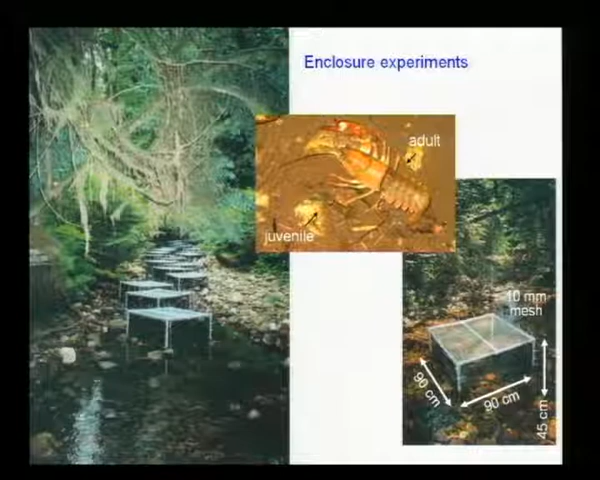 Enclosure experiments
adult
juvenile
10 mm
mesh
90 cm
90 cm
45 cm